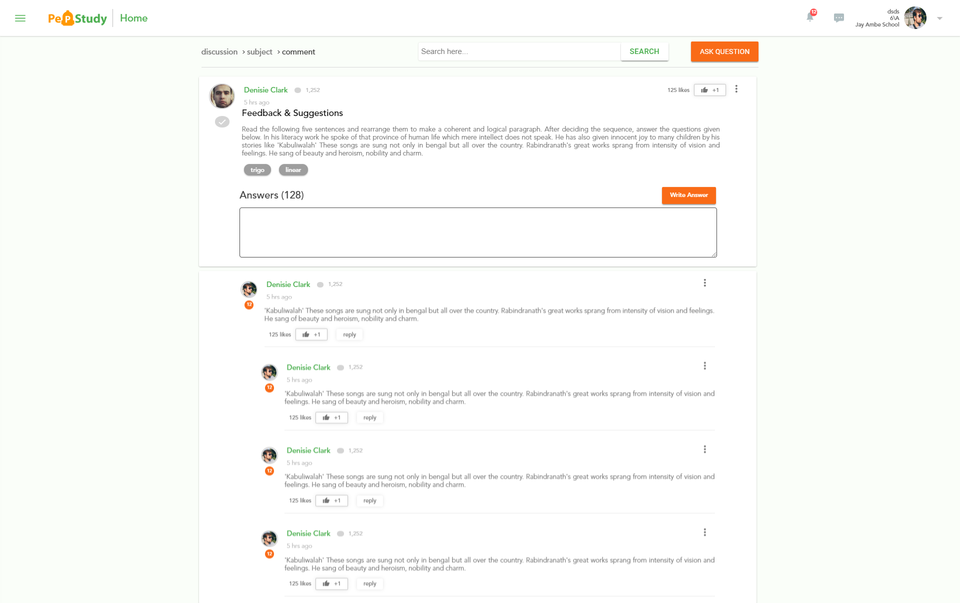 PePStudy Home
12
dsds
6\A
Jay Ambe School
discussion › subject › comment
Search here...
SEARCH
ASK QUESTION
Denisie Clark 1,252
125 likes +1
5 hrs ago
Feedback & Suggestions
Read the following five sentences and rearrange them to make a coherent and logical paragraph. After deciding the sequence, answer the questions given
below. In his literacy work he spoke of that province of human life which mere intellect does not speak. He has also given innocent joy to many children by his
stories like 'Kabuliwalah' These songs are sung not only in bengal but all over the country. Rabindranath's great works sprang from intensity of vision and
feelings. He sang of beauty and heroism, nobility and charm.
trigo linear
Answers (128)
Write Answer
Denisie Clark 1,252
5 hrs ago
12
'Kabuliwalah' These songs are sung not only in bengal but all over the country. Rabindranath's great works sprang from intensity of vision and feelings.
He sang of beauty and heroism, nobility and charm.
125 likes +1 reply
Denisie Clark 1,252
5 hrs ago
12
'Kabuliwalah' These songs are sung not only in bengal but all over the country. Rabindranath's great works sprang from intensity of vision and
feelings. He sang of beauty and heroism, nobility and charm.
125 likes +1 reply
Denisie Clark 1,252
5 hrs ago
12
'Kabuliwalah' These songs are sung not only in bengal but all over the country. Rabindranath's great works sprang from intensity of vision and
feelings. He sang of beauty and heroism, nobility and charm.
125 likes +1 reply
Denisie Clark 1,252
5 hrs ago
12
'Kabuliwalah' These songs are sung not only in bengal but all over the country. Rabindranath's great works sprang from intensity of vision and
feelings. He sang of beauty and heroism, nobility and charm.
125 likes +1 reply